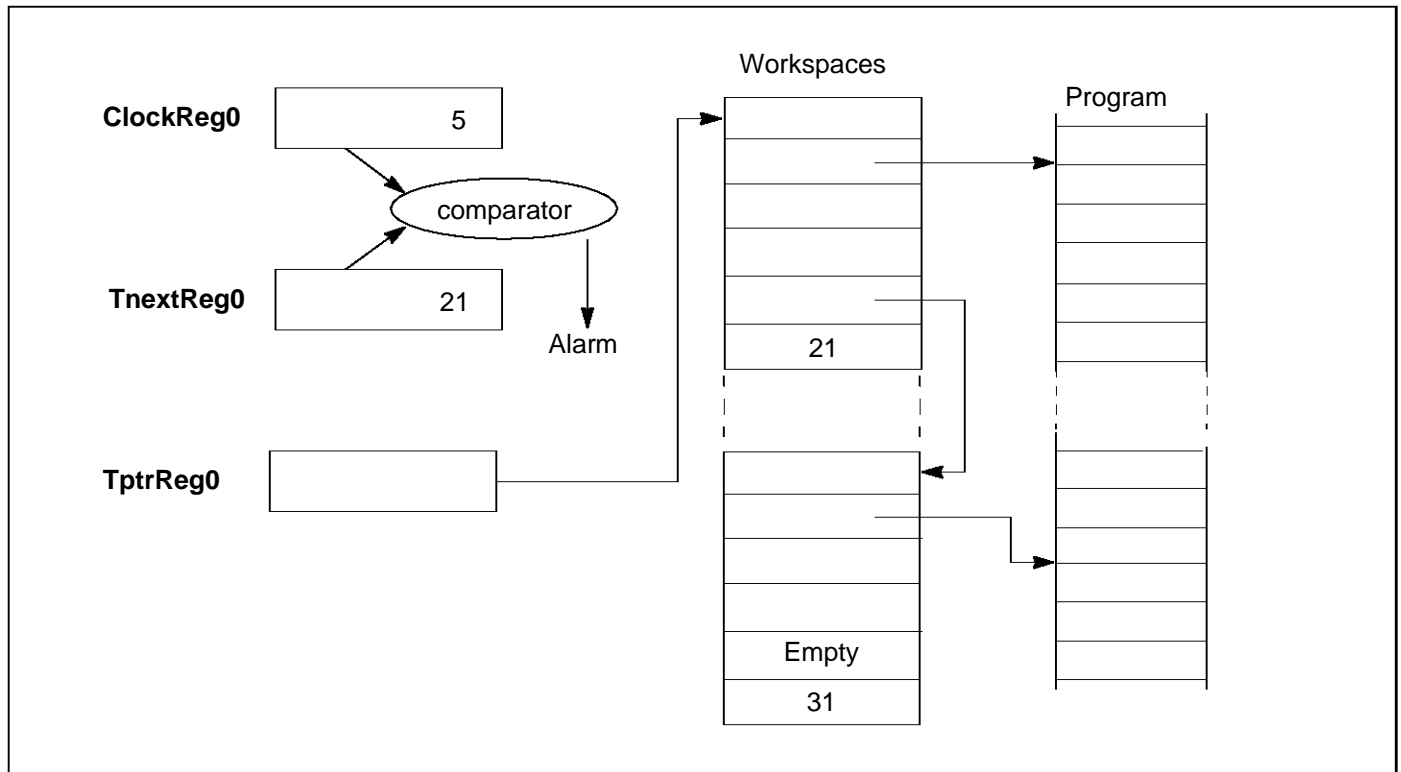 Workspaces
Program
ClockReg0
5
comparator
TnextReg0
21
Alarm
21
TptrReg0
Empty
31